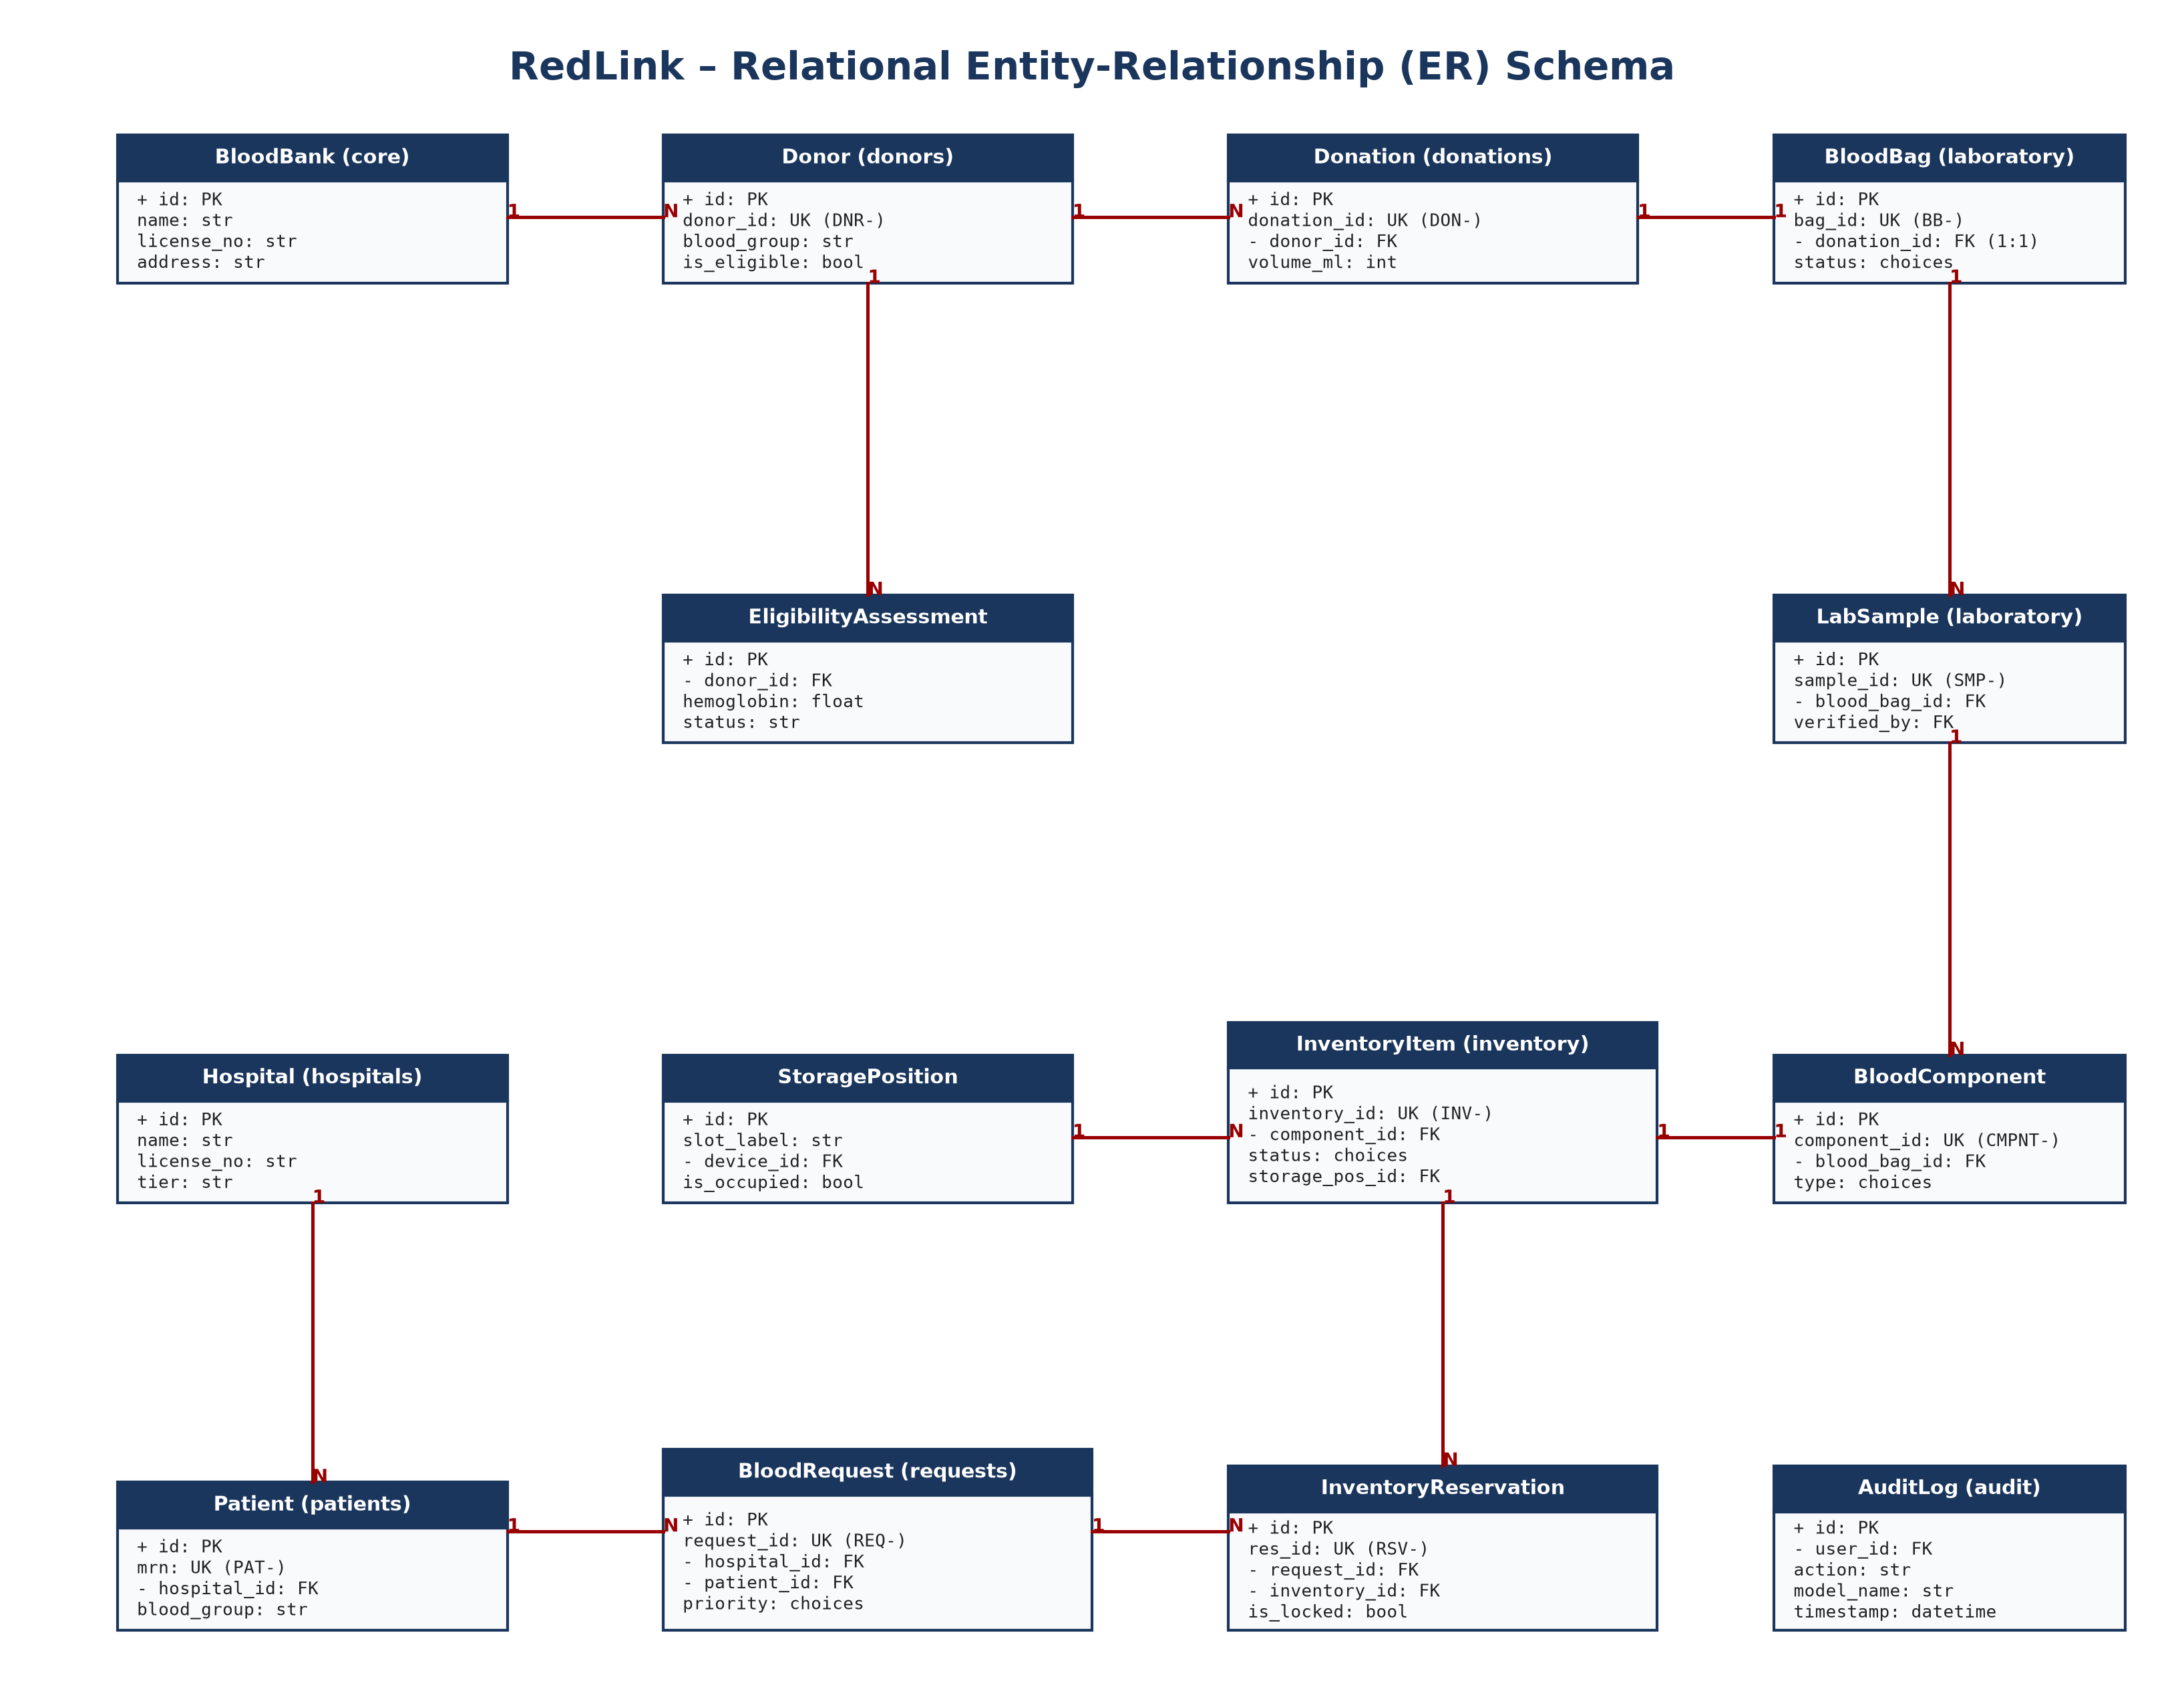 RedLink – Relational Entity-Relationship (ER) Schema
BloodBank (core)
+ id: PK
name: str
license_no: str
address: str
1
N
Donor (donors)
+ id: PK
donor_id: UK (DNR-)
blood_group: str
is_eligible: bool
1
N
Donation (donations)
+ id: PK
donation_id: UK (DON-)
- donor_id: FK
volume_ml: int
1
1
BloodBag (laboratory)
+ id: PK
bag_id: UK (BB-)
- donation_id: FK (1:1)
status: choices
1
N
1
N
EligibilityAssessment
+ id: PK
- donor_id: FK
hemoglobin: float
status: str
LabSample (laboratory)
+ id: PK
sample_id: UK (SMP-)
- blood_bag_id: FK
verified_by: FK
1
N
Hospital (hospitals)
+ id: PK
name: str
license_no: str
tier: str
1
N
StoragePosition
+ id: PK
slot_label: str
- device_id: FK
is_occupied: bool
1
N
InventoryItem (inventory)
+ id: PK
inventory_id: UK (INV-)
- component_id: FK
status: choices
storage_pos_id: FK
1
1
BloodComponent
+ id: PK
component_id: UK (CMPNT-)
- blood_bag_id: FK
type: choices
1
N
Patient (patients)
+ id: PK
mrn: UK (PAT-)
- hospital_id: FK
blood_group: str
1
N
BloodRequest (requests)
+ id: PK
request_id: UK (REQ-)
- hospital_id: FK
- patient_id: FK
priority: choices
1
N
InventoryReservation
+ id: PK
res_id: UK (RSV-)
- request_id: FK
- inventory_id: FK
is_locked: bool
AuditLog (audit)
+ id: PK
- user_id: FK
action: str
model_name: str
timestamp: datetime